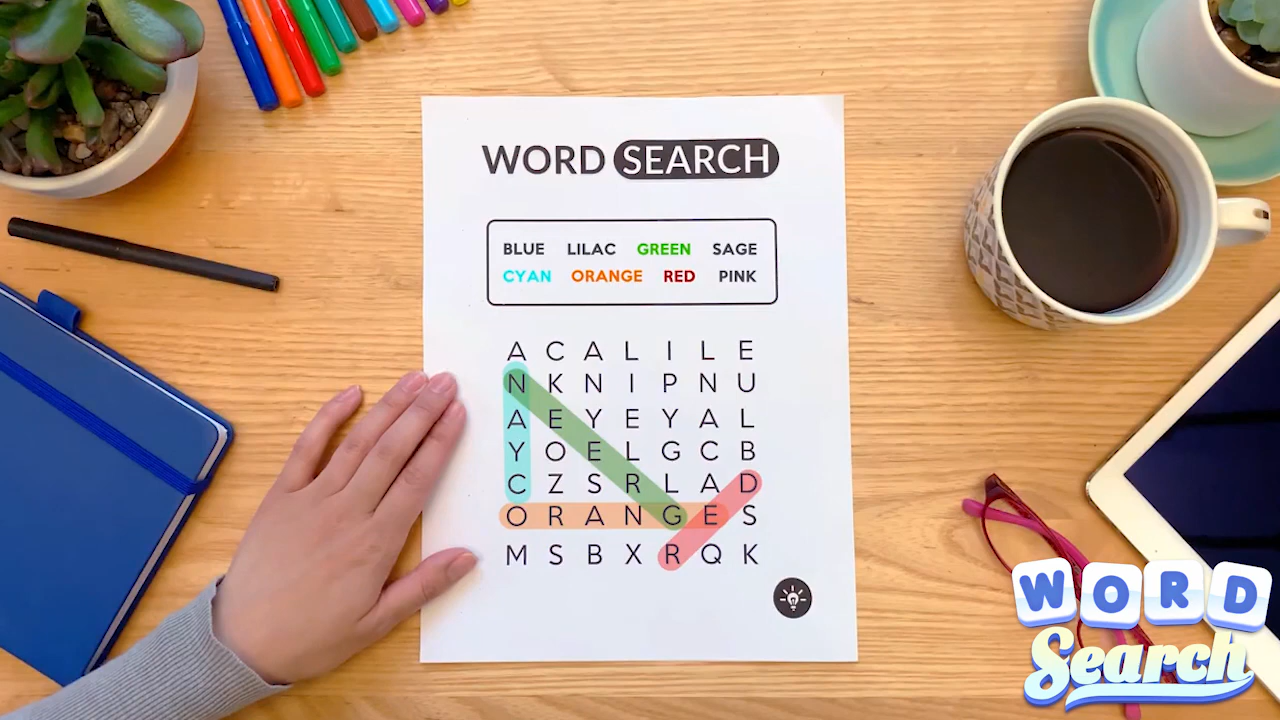 WORD SEARCH
BLUE LILAC GREEN SAGE
CYAN ORANGE RED PINK
A C A L I L E
N K N I P N U
A E Y E Y A L
Y O E L G C B
C Z S R L A D
O R A N G E S
M S B X R Q K
WORD
Search